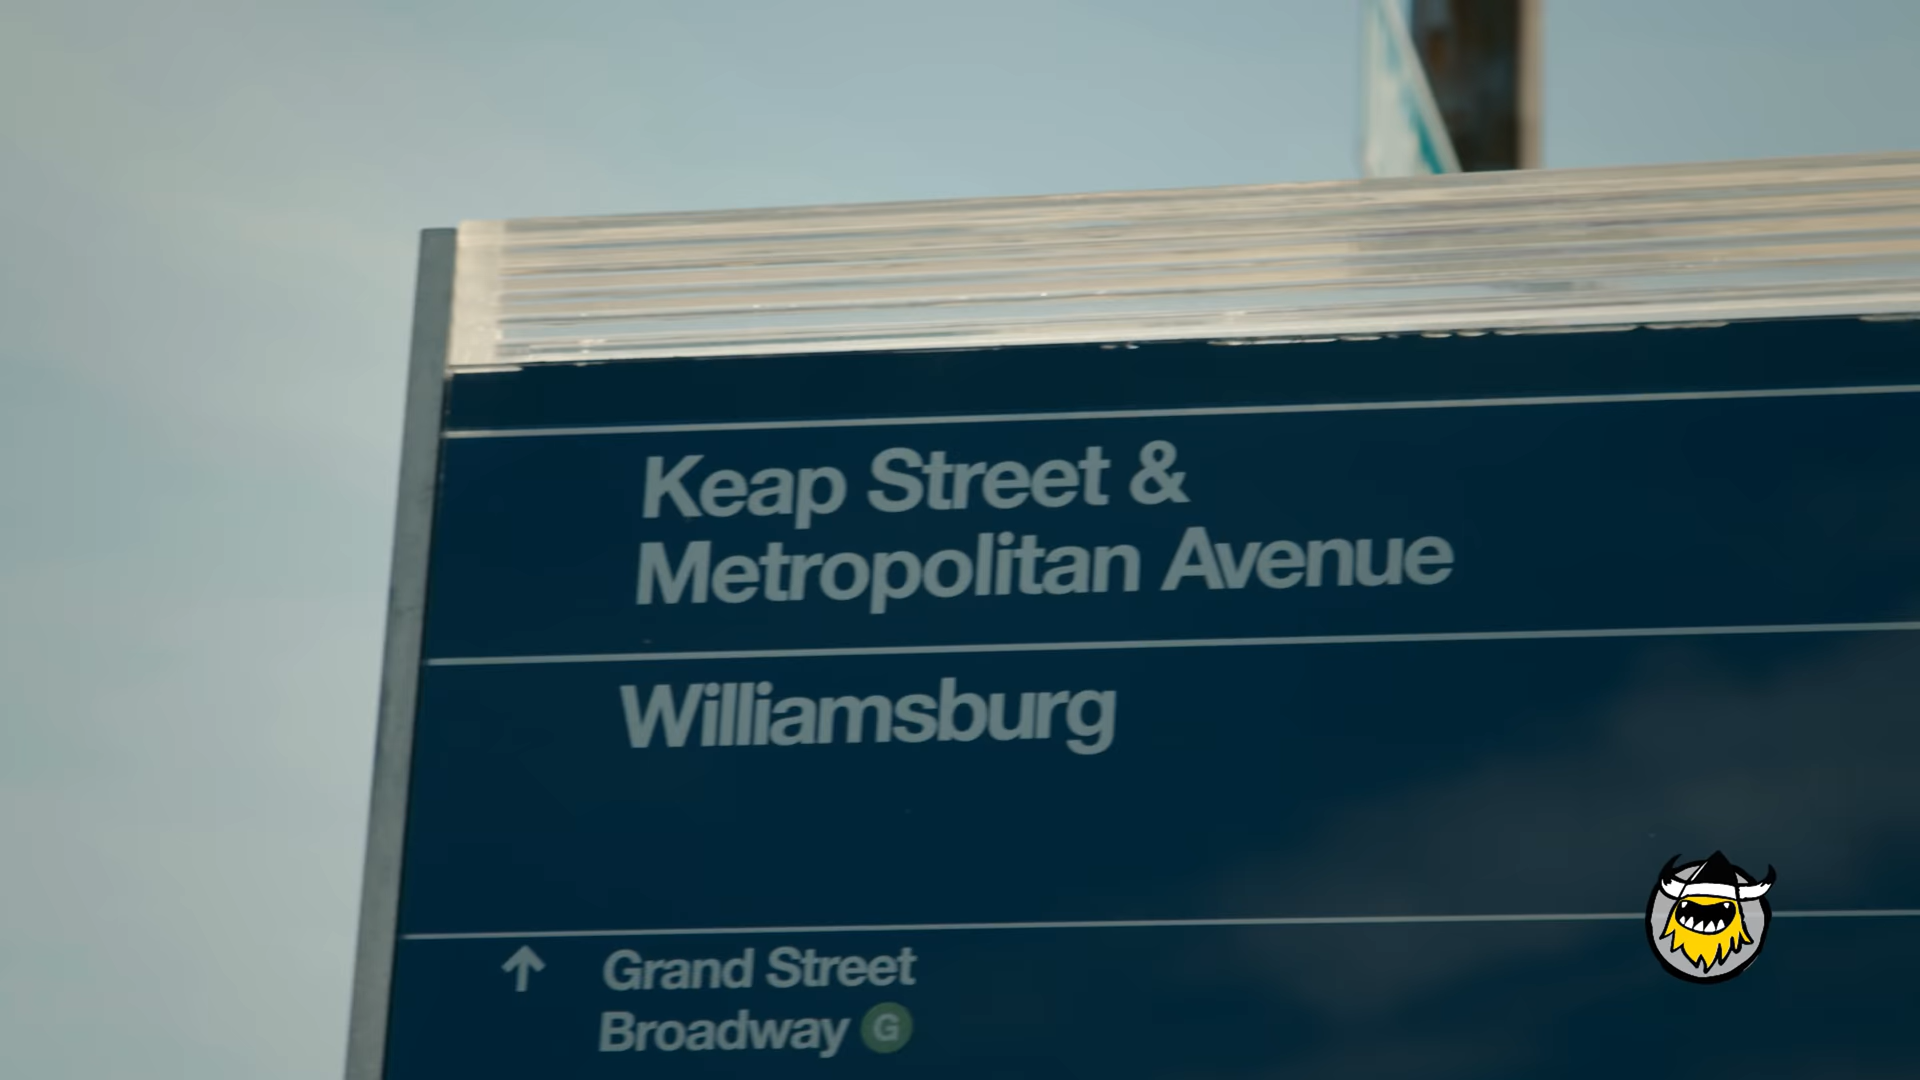 Keap Street &
Metropolitan Avenue
Williamsburg
↑ Grand Street
Broadway G